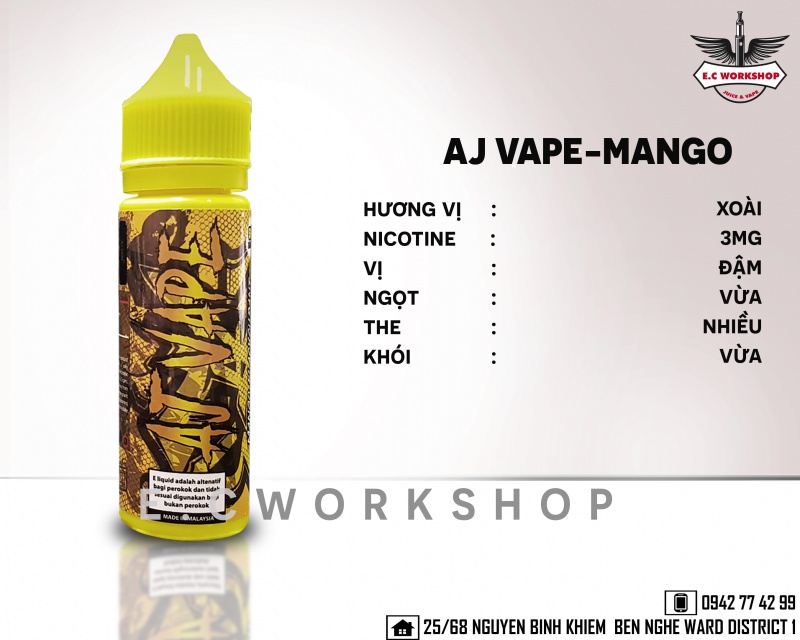 E.C WORKSHOP
JUICE & VAPE
AJ VAPE-MANGO
HƯƠNG VỊ : XOÀI
NICOTINE : 3MG
VỊ : ĐẬM
NGỌT : VỪA
THE : NHIỀU
KHÓI : VỪA
AJ VAPE
E liquid adalah altenatif
bagi perokok dan tidak
sesuai digunakan
bukan perokok
MADE IN MALAYSIA
E.C WORKSHOP
0942 77 42 99
25/68 NGUYEN BINH KHIEM BEN NGHE WARD DISTRICT 1